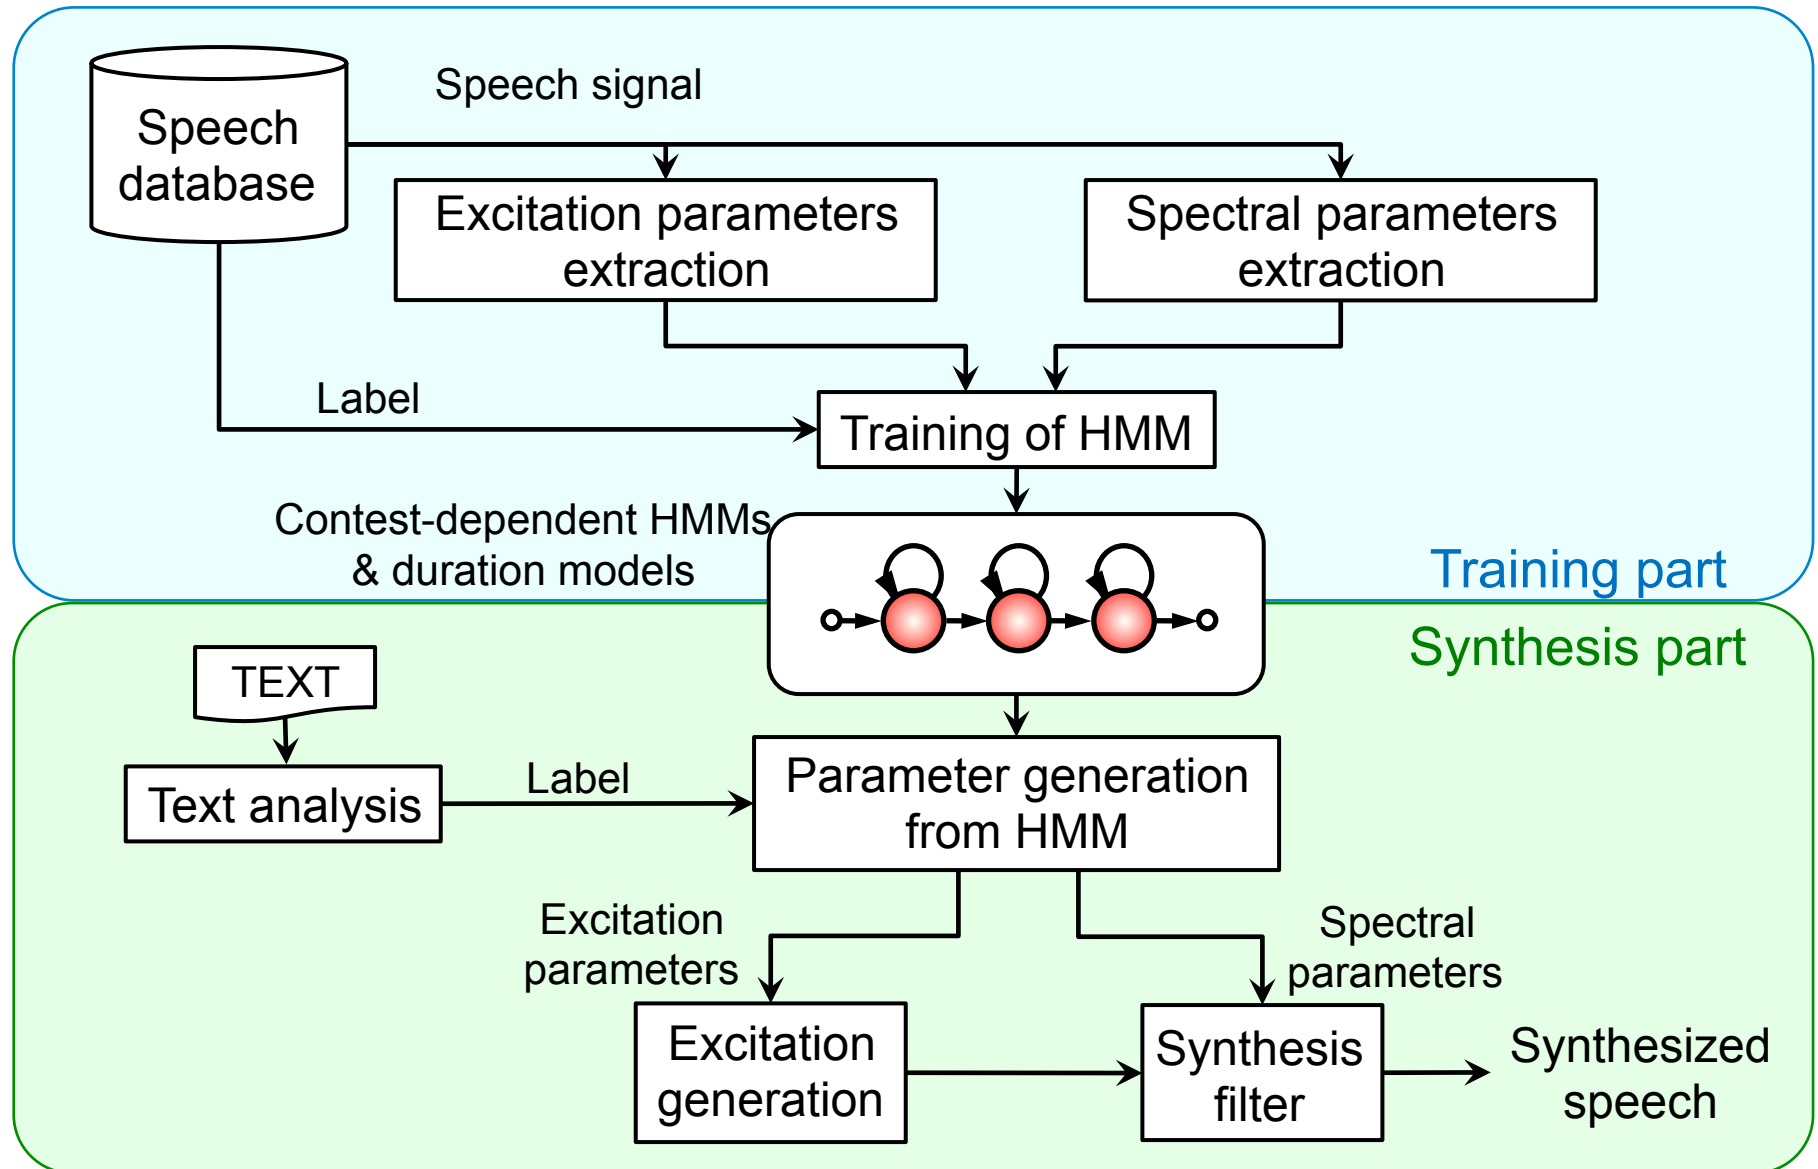 Speech signal
Speech
database
Excitation parameters
extraction
Spectral parameters
extraction
Label
Training of HMM
Contest-dependent HMMs
& duration models
Training part
Synthesis part
TEXT
Text analysis
Label
Parameter generation
from HMM
Excitation
parameters
Spectral
parameters
Excitation
generation
Synthesis
filter
Synthesized
speech